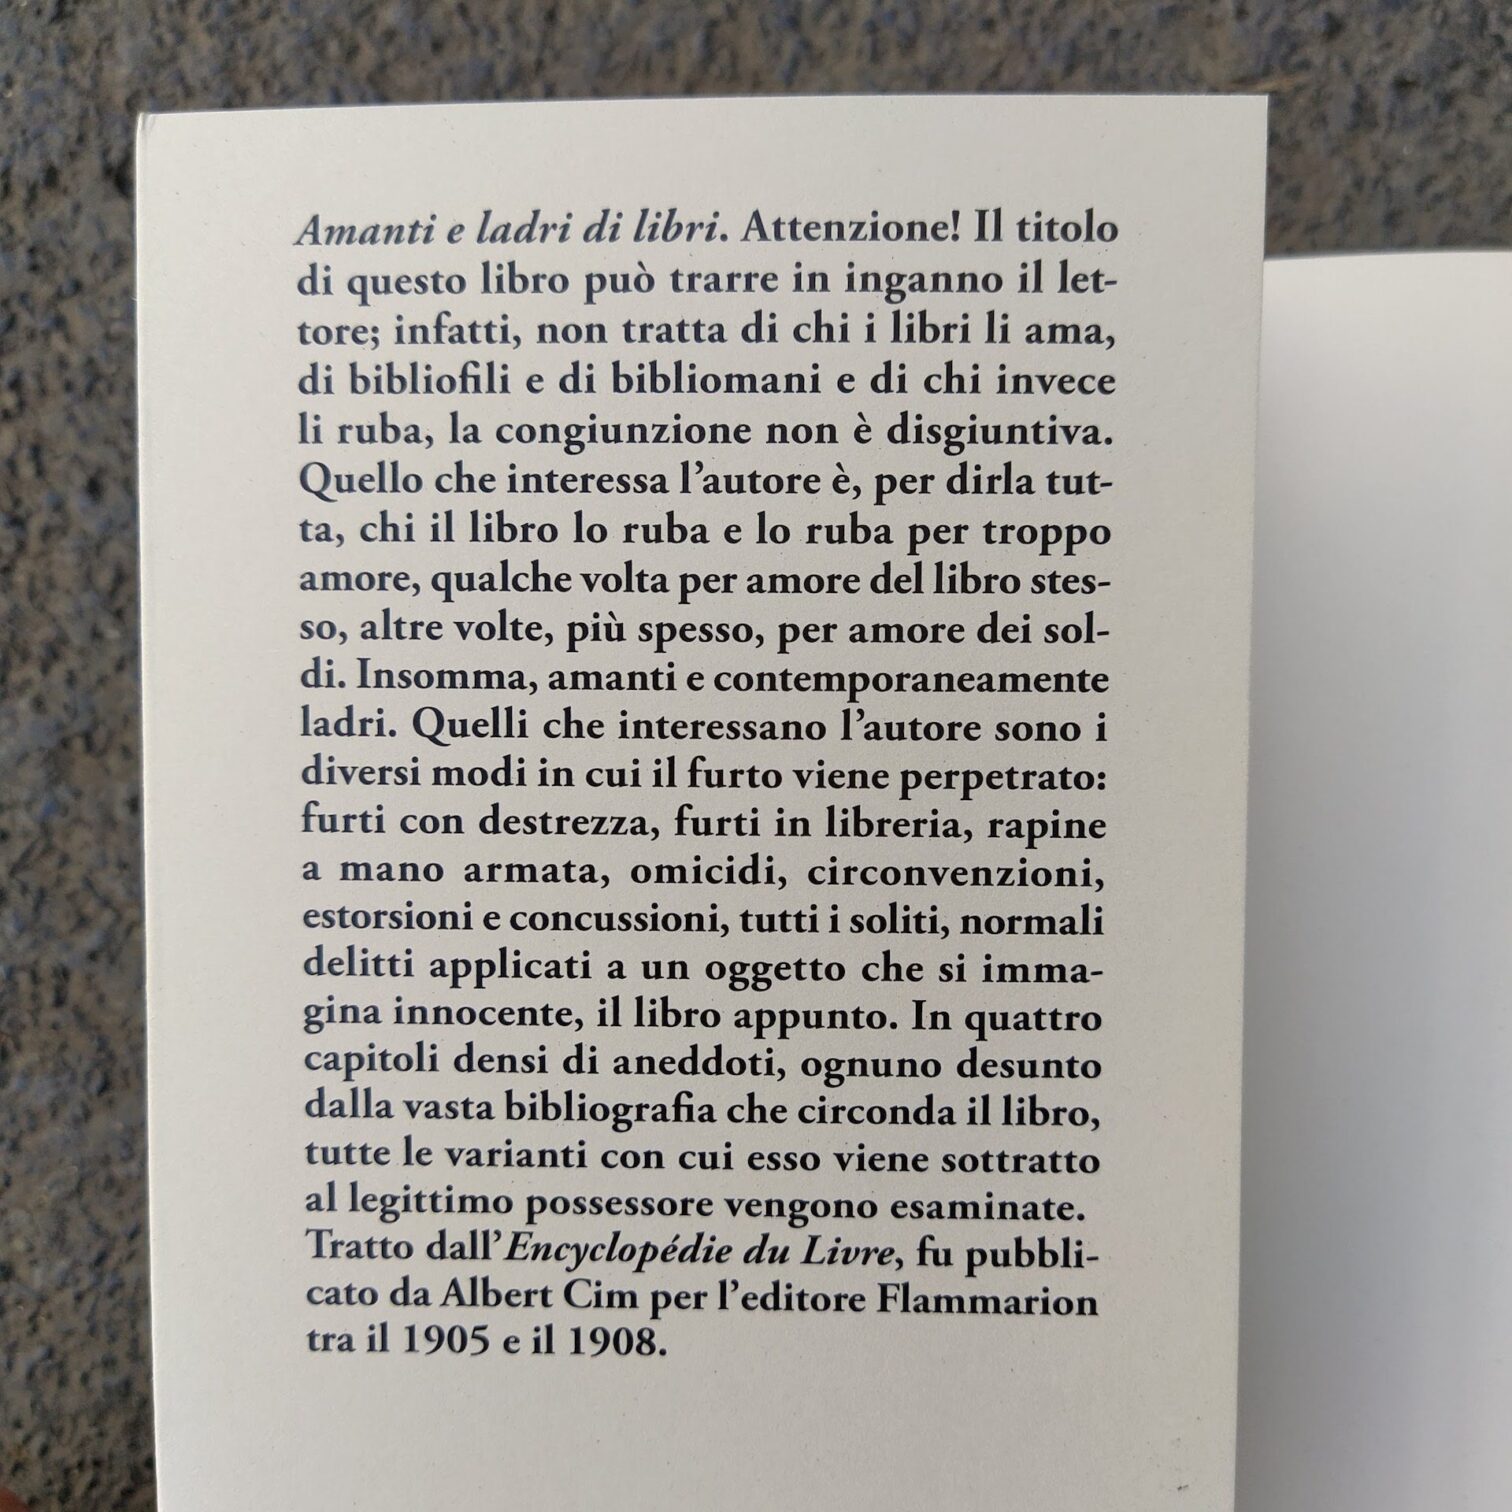 Amanti e ladri di libri. Attenzione! Il titolo
di questo libro può trarre in inganno il let-
tore; infatti, non tratta di chi i libri li ama,
di bibliofili e di bibliomani e di chi invece
li ruba, la congiunzione non è disgiuntiva.
Quello che interessa l’autore è, per dirla tut-
ta, chi il libro lo ruba e lo ruba per troppo
amore, qualche volta per amore del libro stes-
so, altre volte, più spesso, per amore dei sol-
di. Insomma, amanti e contemporaneamente
ladri. Quelli che interessano l’autore sono i
diversi modi in cui il furto viene perpetrato:
furti con destrezza, furti in libreria, rapine
a mano armata, omicidi, circonvenzioni,
estorsioni e concussioni, tutti i soliti, normali
delitti applicati a un oggetto che si imma-
gina innocente, il libro appunto. In quattro
capitoli densi di aneddoti, ognuno desunto
dalla vasta bibliografia che circonda il libro,
tutte le varianti con cui esso viene sottratto
al legittimo possessore vengono esaminate.
Tratto dall’Encyclopédie du Livre, fu pubbli-
cato da Albert Cim per l’editore Flammarion
tra il 1905 e il 1908.